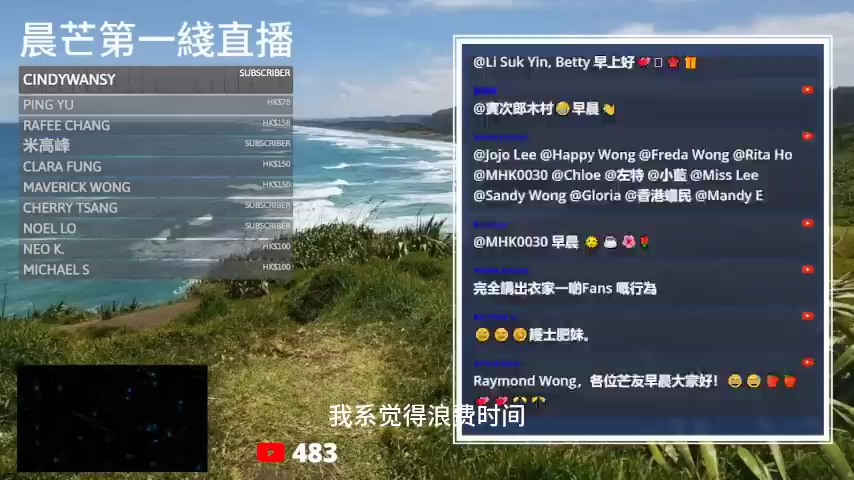 晨芒第一綫直播
CINDYWANSY SUBSCRIBER
PING YU HK$78
RAFEE CHANG HK$158
米高峰 SUBSCRIBER
CLARA FUNG HK$150
MAVERICK WONG HK$150
CHERRY TSANG SUBSCRIBER
NOEL LO SUBSCRIBER
NEO K. HK$100
MICHAEL S HK$100
@Li Suk Yin, Betty 早上好
@真次郎木村 早晨
@Jojo Lee @Happy Wong @Freda Wong @Rita Ho
@MHK0030 @Chloe @左特 @小藍 @Miss Lee
@Sandy Wong @Gloria @香港蟻民 @Mandy E
@MHK0030 早晨
完全講出衣家一啲Fans 嘅行為
護士肥妹。
Raymond Wong，各位芒友早晨大家好！
我系觉得浪费时间
483